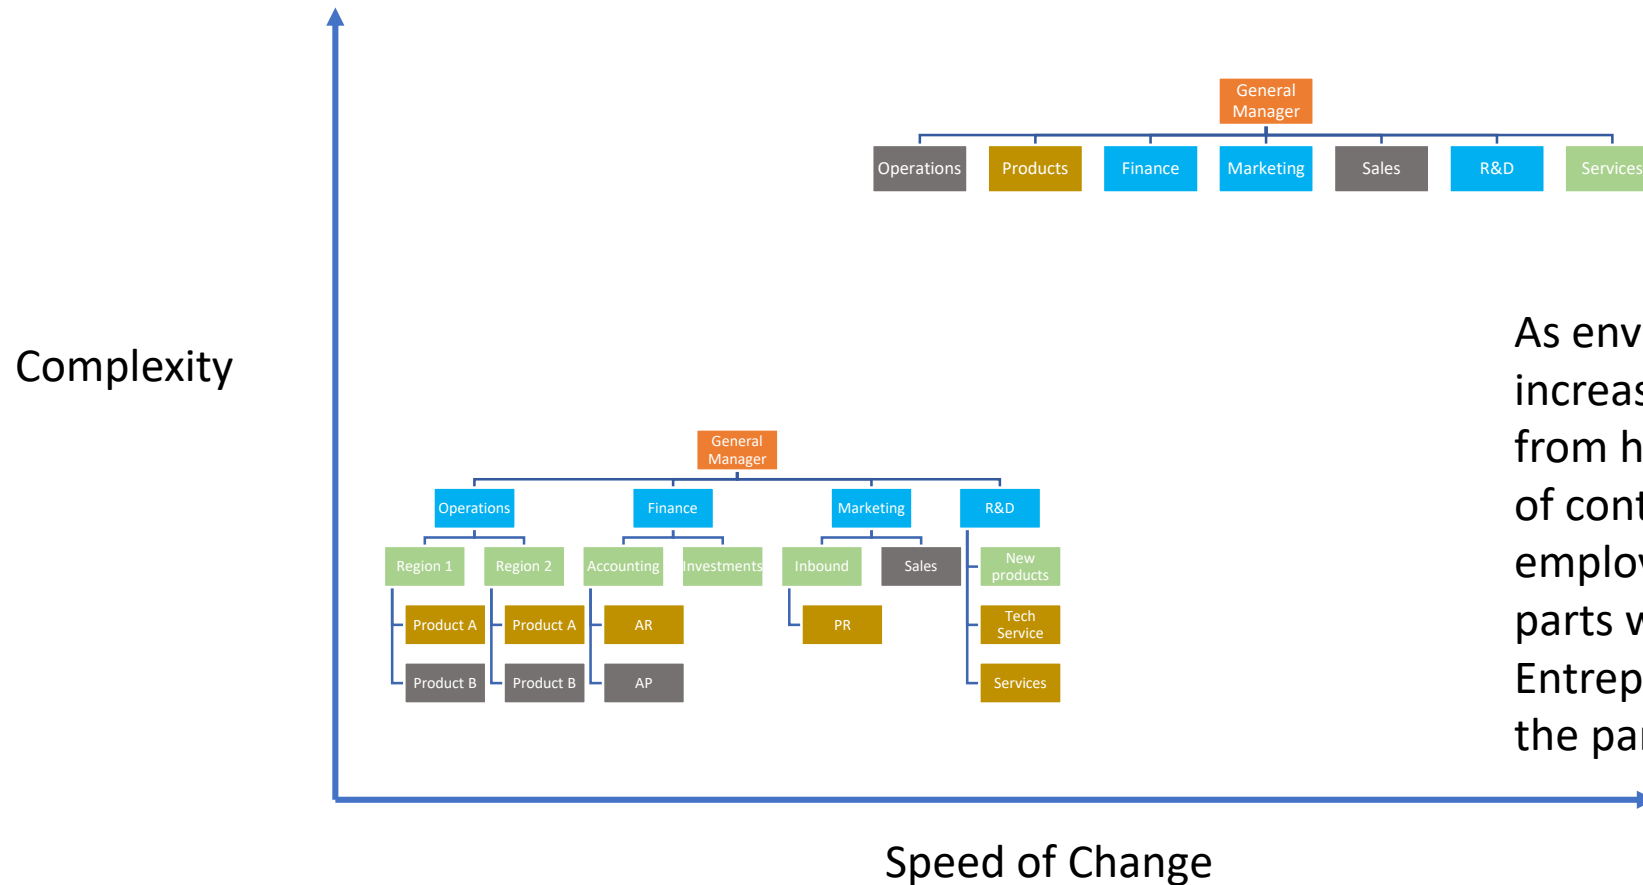 General
Manager
Operations
Products
Finance
Marketing
Sales
R&D
Services
Complexity
General
Manager
Operations
Finance
Marketing
R&D
Region 1
Region 2
Accounting
Investments
Inbound
Sales
New
products
Product A
Product A
AR
PR
Tech
Service
Product B
Product B
AP
Services
As env
increas
from h
of cont
employ
parts w
Entrep
the par
Speed of Change